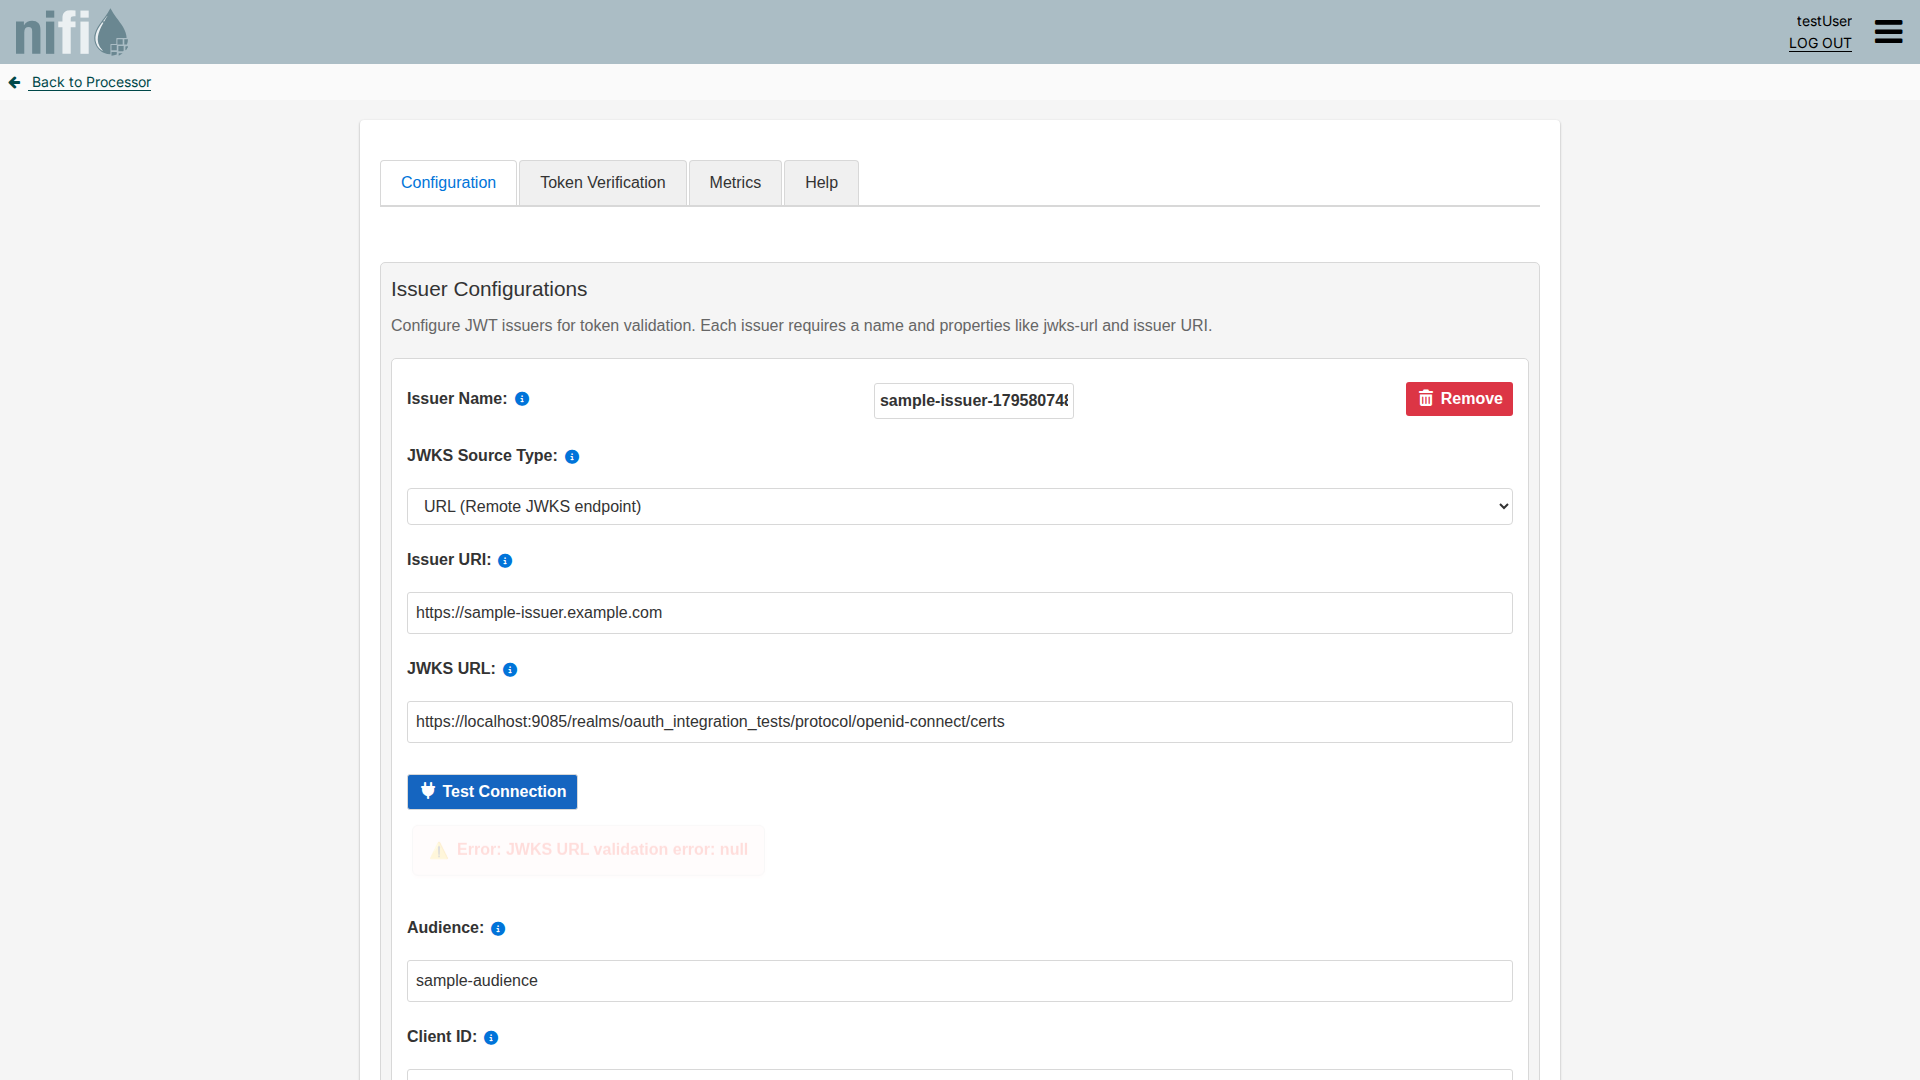 nifi
testUser
LOG OUT
Back to Processor
Configuration
Token Verification
Metrics
Help
Issuer Configurations
Configure JWT issuers for token validation. Each issuer requires a name and properties like jwks-url and issuer URI.
Issuer Name:
sample-issuer-179580748
Remove
JWKS Source Type:
URL (Remote JWKS endpoint)
Issuer URI:
https://sample-issuer.example.com
JWKS URL:
https://localhost:9085/realms/oauth_integration_tests/protocol/openid-connect/certs
Test Connection
Error: JWKS URL validation error: null
Audience:
sample-audience
Client ID: